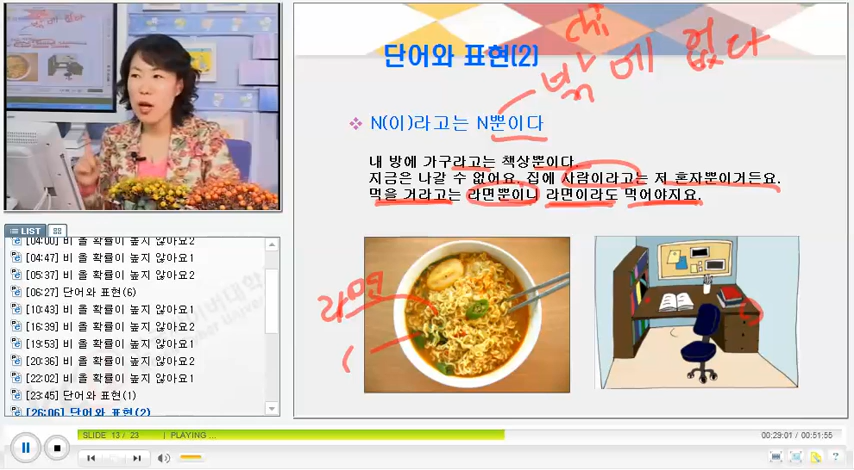 단어와 표현(2)
밖에 없다
N(이)라고는 N뿐이다
내 방에 가구라고는 책상뿐이다.
지금은 나갈 수 없어요. 집에 사람이라고는 저 혼자뿐이거든요.
먹을 거라고는 라면뿐이니 라면이라도 먹어야지요.
라면
LIST
[04:00] 비 올 확률이 높지 않아요2
[04:47] 비 올 확률이 높지 않아요1
[05:37] 비 올 확률이 높지 않아요2
[06:27] 단어와 표현(6)
[10:43] 비 올 확률이 높지 않아요1
[16:39] 비 올 확률이 높지 않아요2
[19:53] 비 올 확률이 높지 않아요1
[20:36] 비 올 확률이 높지 않아요2
[22:02] 비 올 확률이 높지 않아요1
[23:45] 단어와 표현(1)
[26:06] 단어와 표현(2)
SLIDE 13 / 23 | PLAYING ...
00:29:01 / 00:51:55